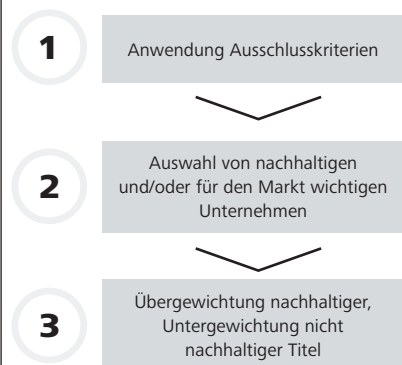 1
Anwendung Ausschlusskriterien
2
Auswahl von nachhaltigen
und/oder für den Markt wichtigen
Unternehmen
3
Übergewichtung nachhaltiger,
Untergewichtung nicht
nachhaltiger Titel